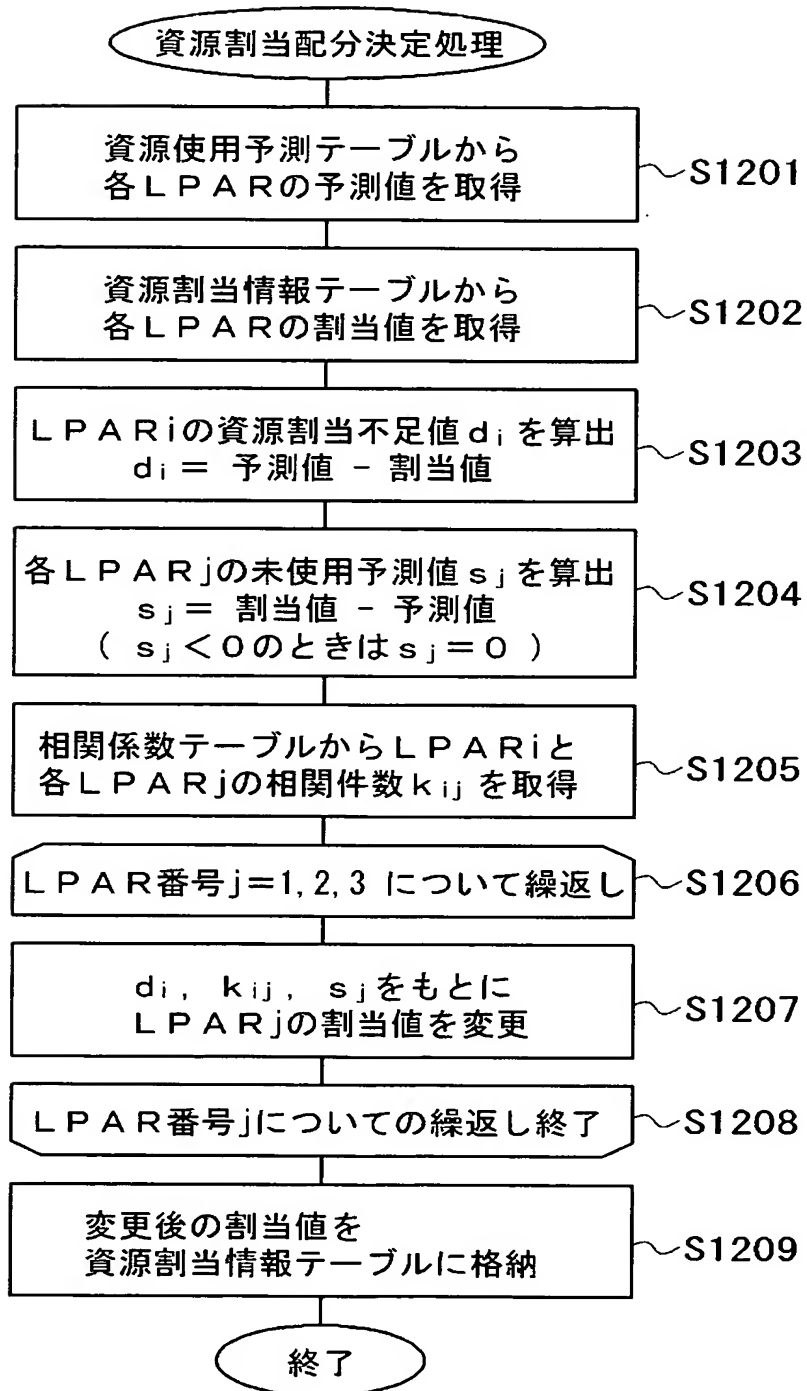 資源割当配分決定処理
資源使用予測テーブルから
各LPARの予測値を取得
S1201
資源割当情報テーブルから
各LPARの割当値を取得
S1202
LPARiの資源割当不足値diを算出
di = 予測値 - 割当値
S1203
各LPARjの未使用予測値sjを算出
sj = 割当値 - 予測値
( sj<0のときはsj=0 )
S1204
相関係数テーブルからLPARiと
各LPARjの相関件数kijを取得
S1205
LPAR番号j=1,2,3 について繰返し
S1206
di, kij, sjをもとに
LPARjの割当値を変更
S1207
LPAR番号jについての繰返し終了
S1208
変更後の割当値を
資源割当情報テーブルに格納
S1209
終了